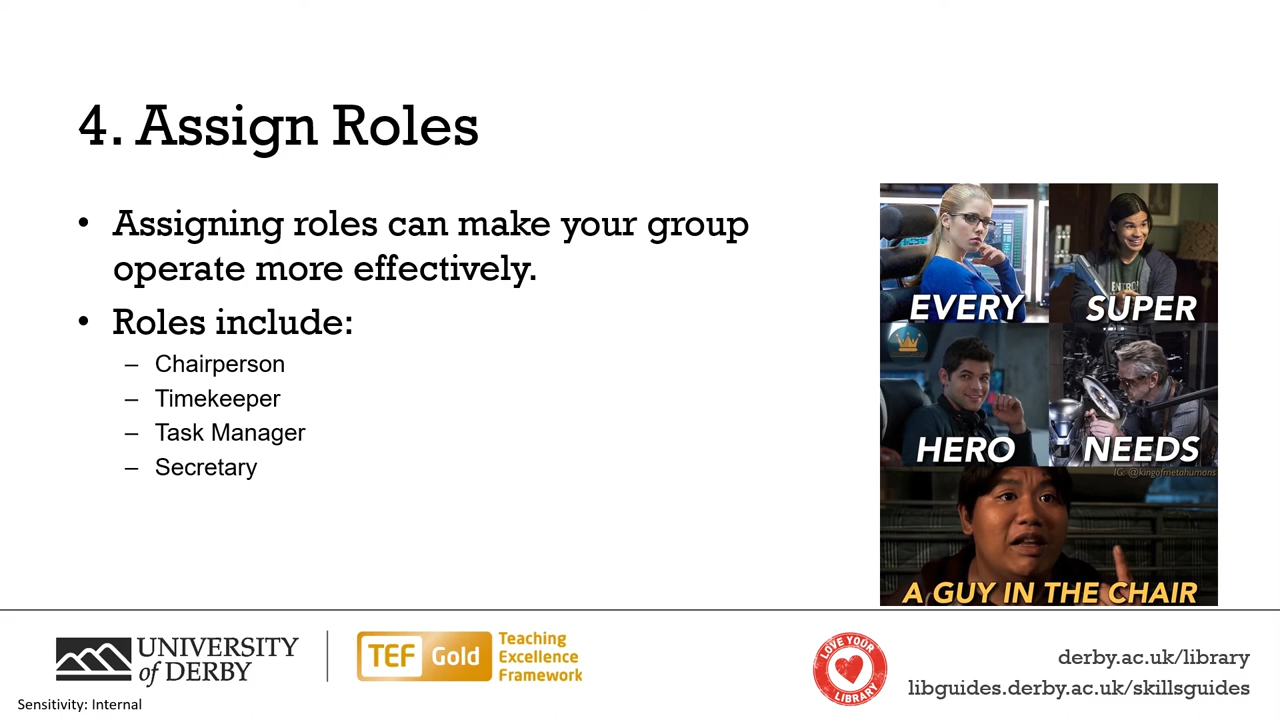 4. Assign Roles
• Assigning roles can make your group
operate more effectively.
• Roles include:
– Chairperson
– Timekeeper
– Task Manager
– Secretary
EVERY SUPER
HERO NEEDS
IG: @kingofmetahumans
A GUY IN THE CHAIR
UNIVERSITY
of DERBY
TEF Gold
Teaching
Excellence
Framework
LOVE YOUR
LIBRARY
derby.ac.uk/library
libguides.derby.ac.uk/skillsguides
Sensitivity: Internal